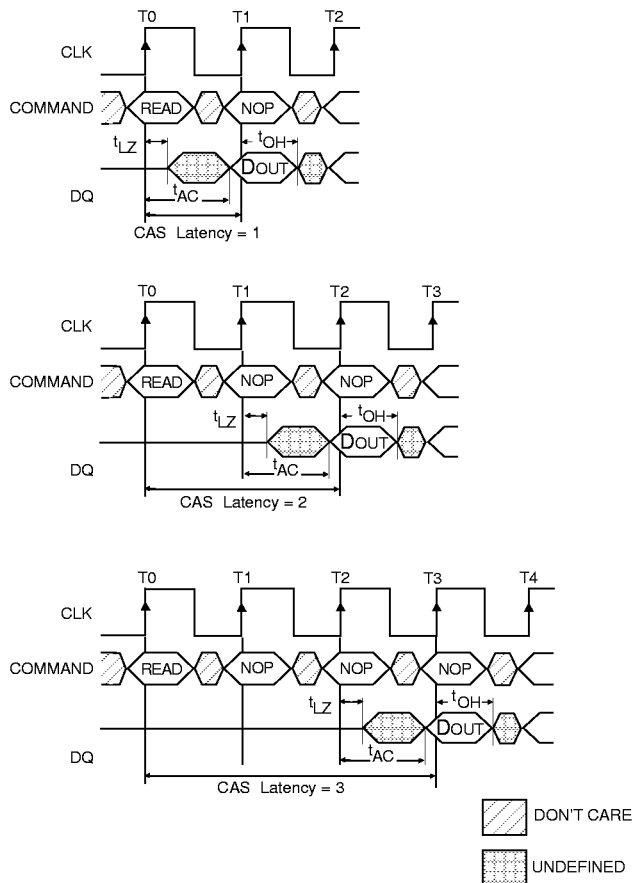 T0 T1 T2
CLK
COMMAND READ NOP
tLZ tOH
DOUT
tAC
DQ
CAS Latency = 1
T0 T1 T2 T3
CLK
COMMAND READ NOP NOP
tLZ tOH
DOUT
tAC
DQ
CAS Latency = 2
T0 T1 T2 T3 T4
CLK
COMMAND READ NOP NOP NOP
tLZ tOH
DOUT
tAC
DQ
CAS Latency = 3
DON'T CARE
UNDEFINED